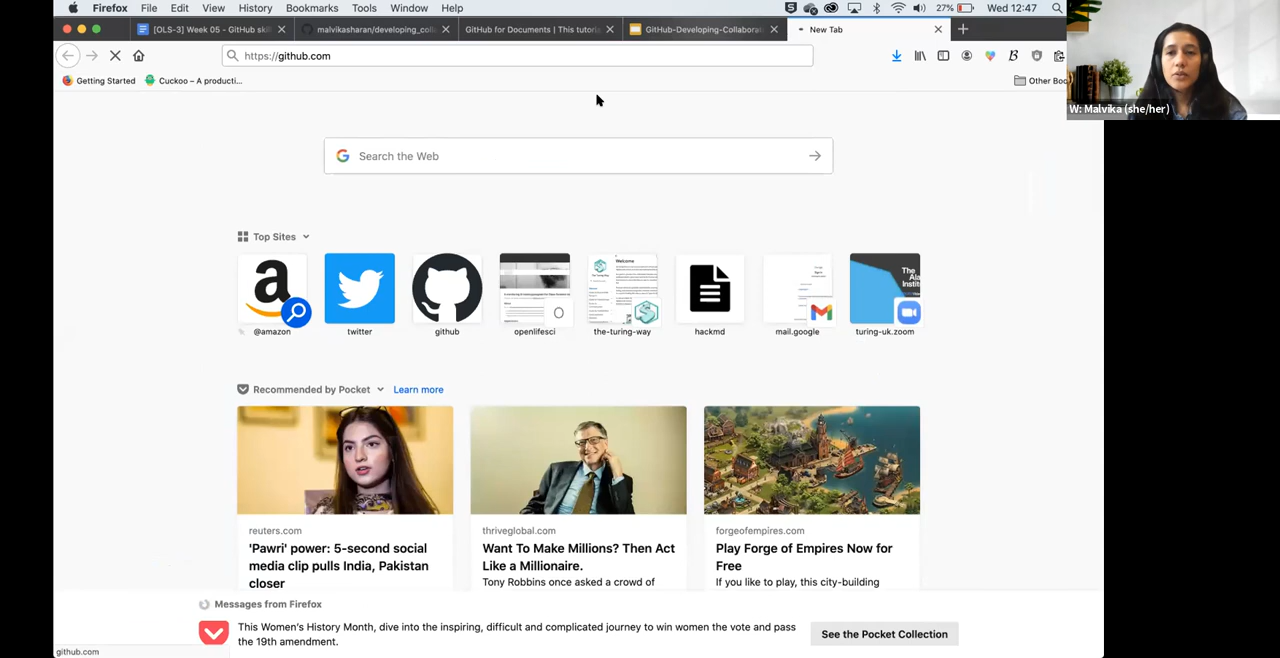 Firefox File Edit View History Bookmarks Tools Window Help 27% Wed 12:47
[OLS-3] Week 05 - GitHub ski malvikasharan/developing_coll GitHub for Documents | This tutoria GitHub-Developing-Collaborat New Tab
https://github.com
Getting Started Cuckoo – A producti... Other Boo
W: Malvika (she/her)
Search the Web
Top Sites
a
The
Ala
Instit
Welcome
@amazon twitter github openlifesci the-turing-way hackmd mail.google turing-uk.zoom
Recommended by Pocket Learn more
reuters.com
'Pawri' power: 5-second social
media clip pulls India, Pakistan
closer
thriveglobal.com
Want To Make Millions? Then Act
Like a Millionaire.
Tony Robbins once asked a crowd of
forgeofempires.com
Play Forge of Empires Now for
Free
If you like to play, this city-building
Messages from Firefox
This Women's History Month, dive into the inspiring, difficult and complicated journey to win women the vote and pass
the 19th amendment.
See the Pocket Collection
github.com